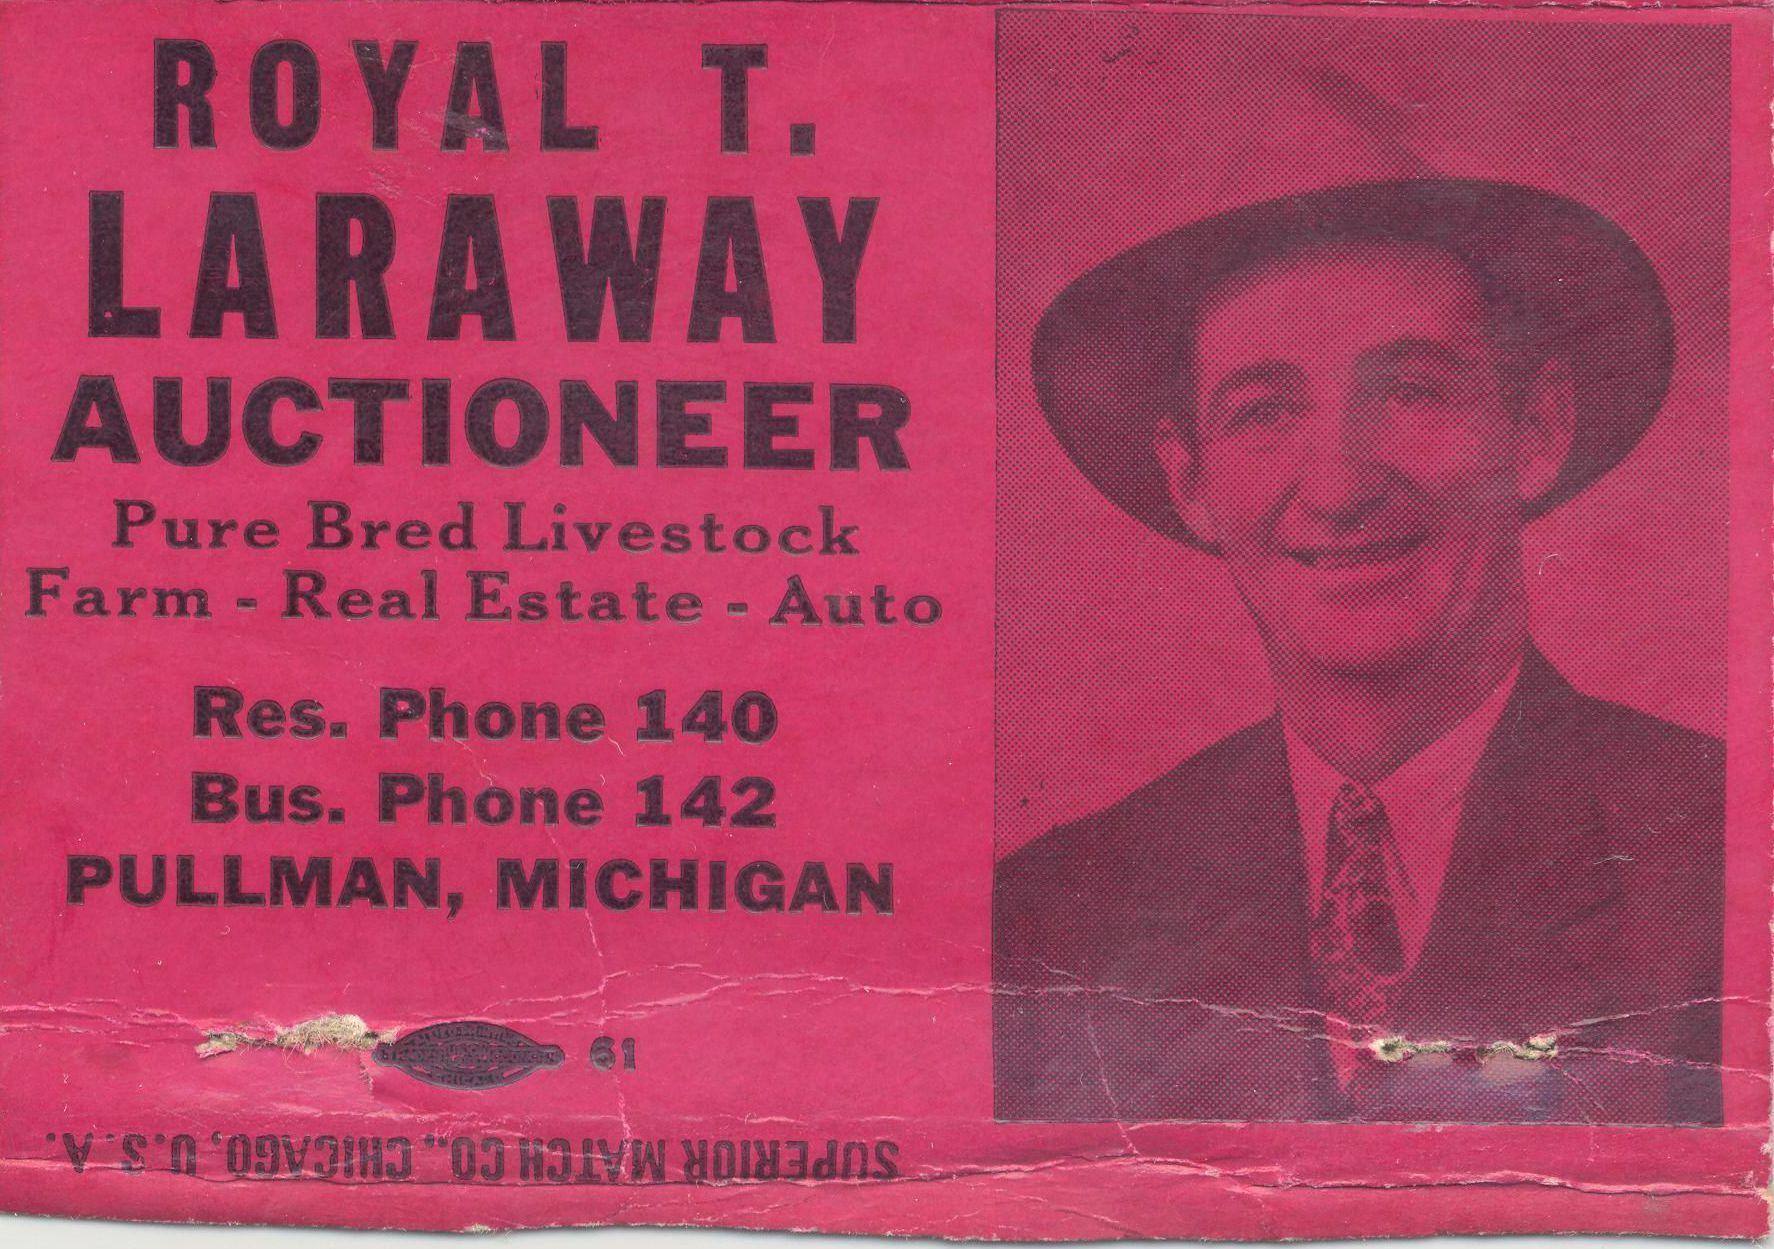 ROYAL T.
LARAWAY
AUCTIONEER
Pure Bred Livestock
Farm - Real Estate - Auto
Res. Phone 140
Bus. Phone 142
PULLMAN, MICHIGAN
CHICAGO
61
SUPERIOR MATCH CO., CHICAGO, U.S.A.